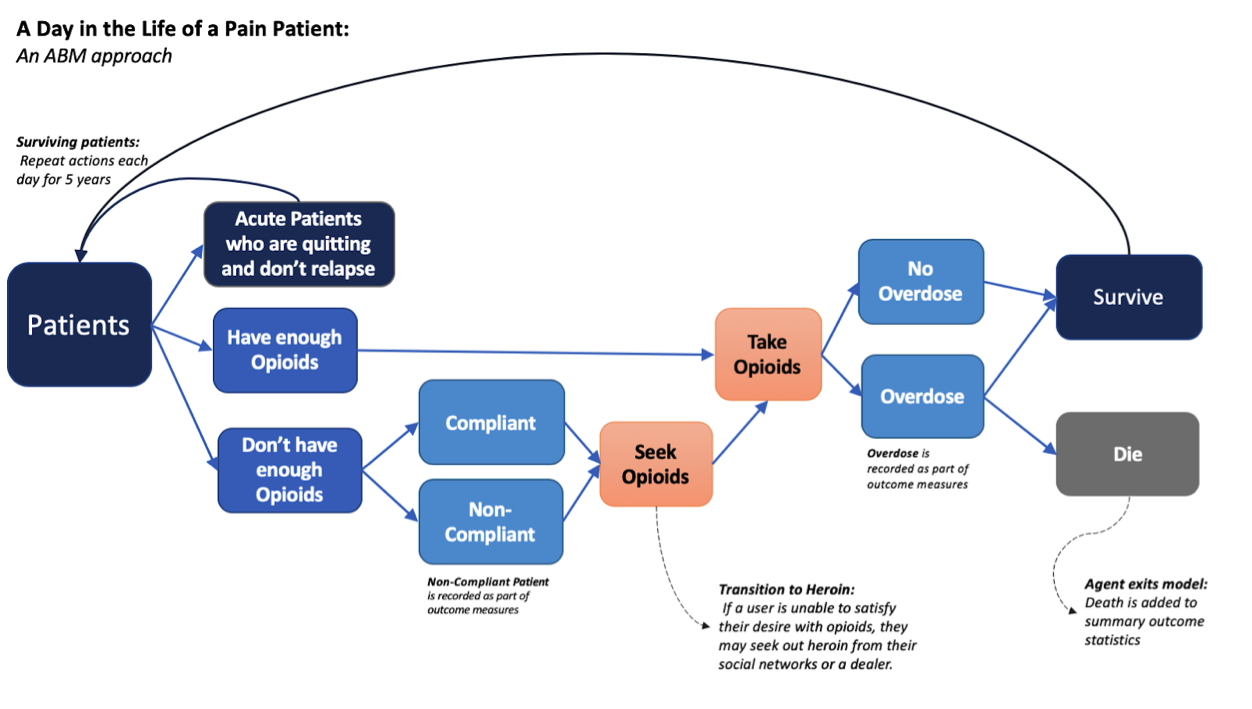 A Day in the Life of a Pain Patient:
An ABM approach
Surviving patients:
Repeat actions each
day for 5 years
Patients
Acute Patients
who are quitting
and don't relapse
Have enough
Opioids
Don't have
enough
Opioids
Compliant
Non-
Compliant
Non-Compliant Patient
is recorded as part of
outcome measures
Seek
Opioids
Transition to Heroin:
If a user is unable to satisfy
their desire with opioids, they
may seek out heroin from their
social networks or a dealer.
Take
Opioids
No
Overdose
Overdose
Overdose is
recorded as part of
outcome measures
Survive
Die
Agent exits model:
Death is added to
summary outcome
statistics